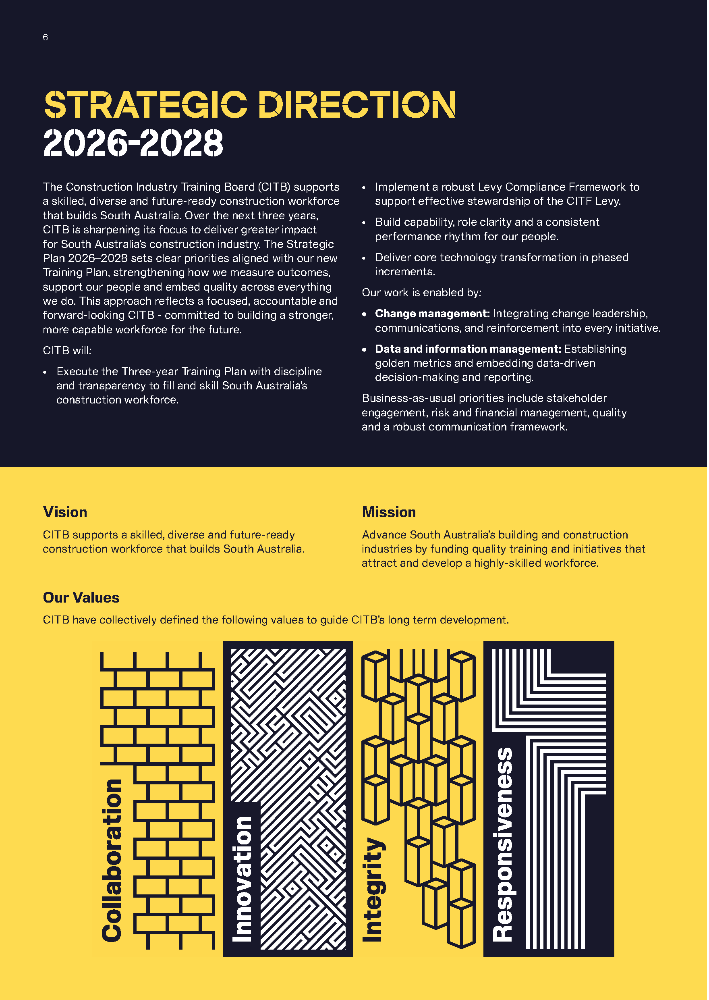 6
STRATEGIC DIRECTION
2026-2028
The Construction Industry Training Board (CITB) supports
a skilled, diverse and future-ready construction workforce
that builds South Australia. Over the next three years,
CITB is sharpening its focus to deliver greater impact
for South Australia’s construction industry. The Strategic
Plan 2026–2028 sets clear priorities aligned with our new
Training Plan, strengthening how we measure outcomes,
support our people and embed quality across everything
we do. This approach reflects a focused, accountable and
forward-looking CITB - committed to building a stronger,
more capable workforce for the future.
CITB will:
• Execute the Three-year Training Plan with discipline
and transparency to fill and skill South Australia’s
construction workforce.
• Implement a robust Levy Compliance Framework to
support effective stewardship of the CITF Levy.
• Build capability, role clarity and a consistent
performance rhythm for our people.
• Deliver core technology transformation in phased
increments.
Our work is enabled by:
• Change management: Integrating change leadership,
communications, and reinforcement into every initiative.
• Data and information management: Establishing
golden metrics and embedding data-driven
decision-making and reporting.
Business-as-usual priorities include stakeholder
engagement, risk and financial management, quality
and a robust communication framework.
Vision
CITB supports a skilled, diverse and future-ready
construction workforce that builds South Australia.
Mission
Advance South Australia’s building and construction
industries by funding quality training and initiatives that
attract and develop a highly-skilled workforce.
Our Values
CITB have collectively defined the following values to guide CITB’s long term development.
Collaboration
Innovation
Integrity
Responsiveness